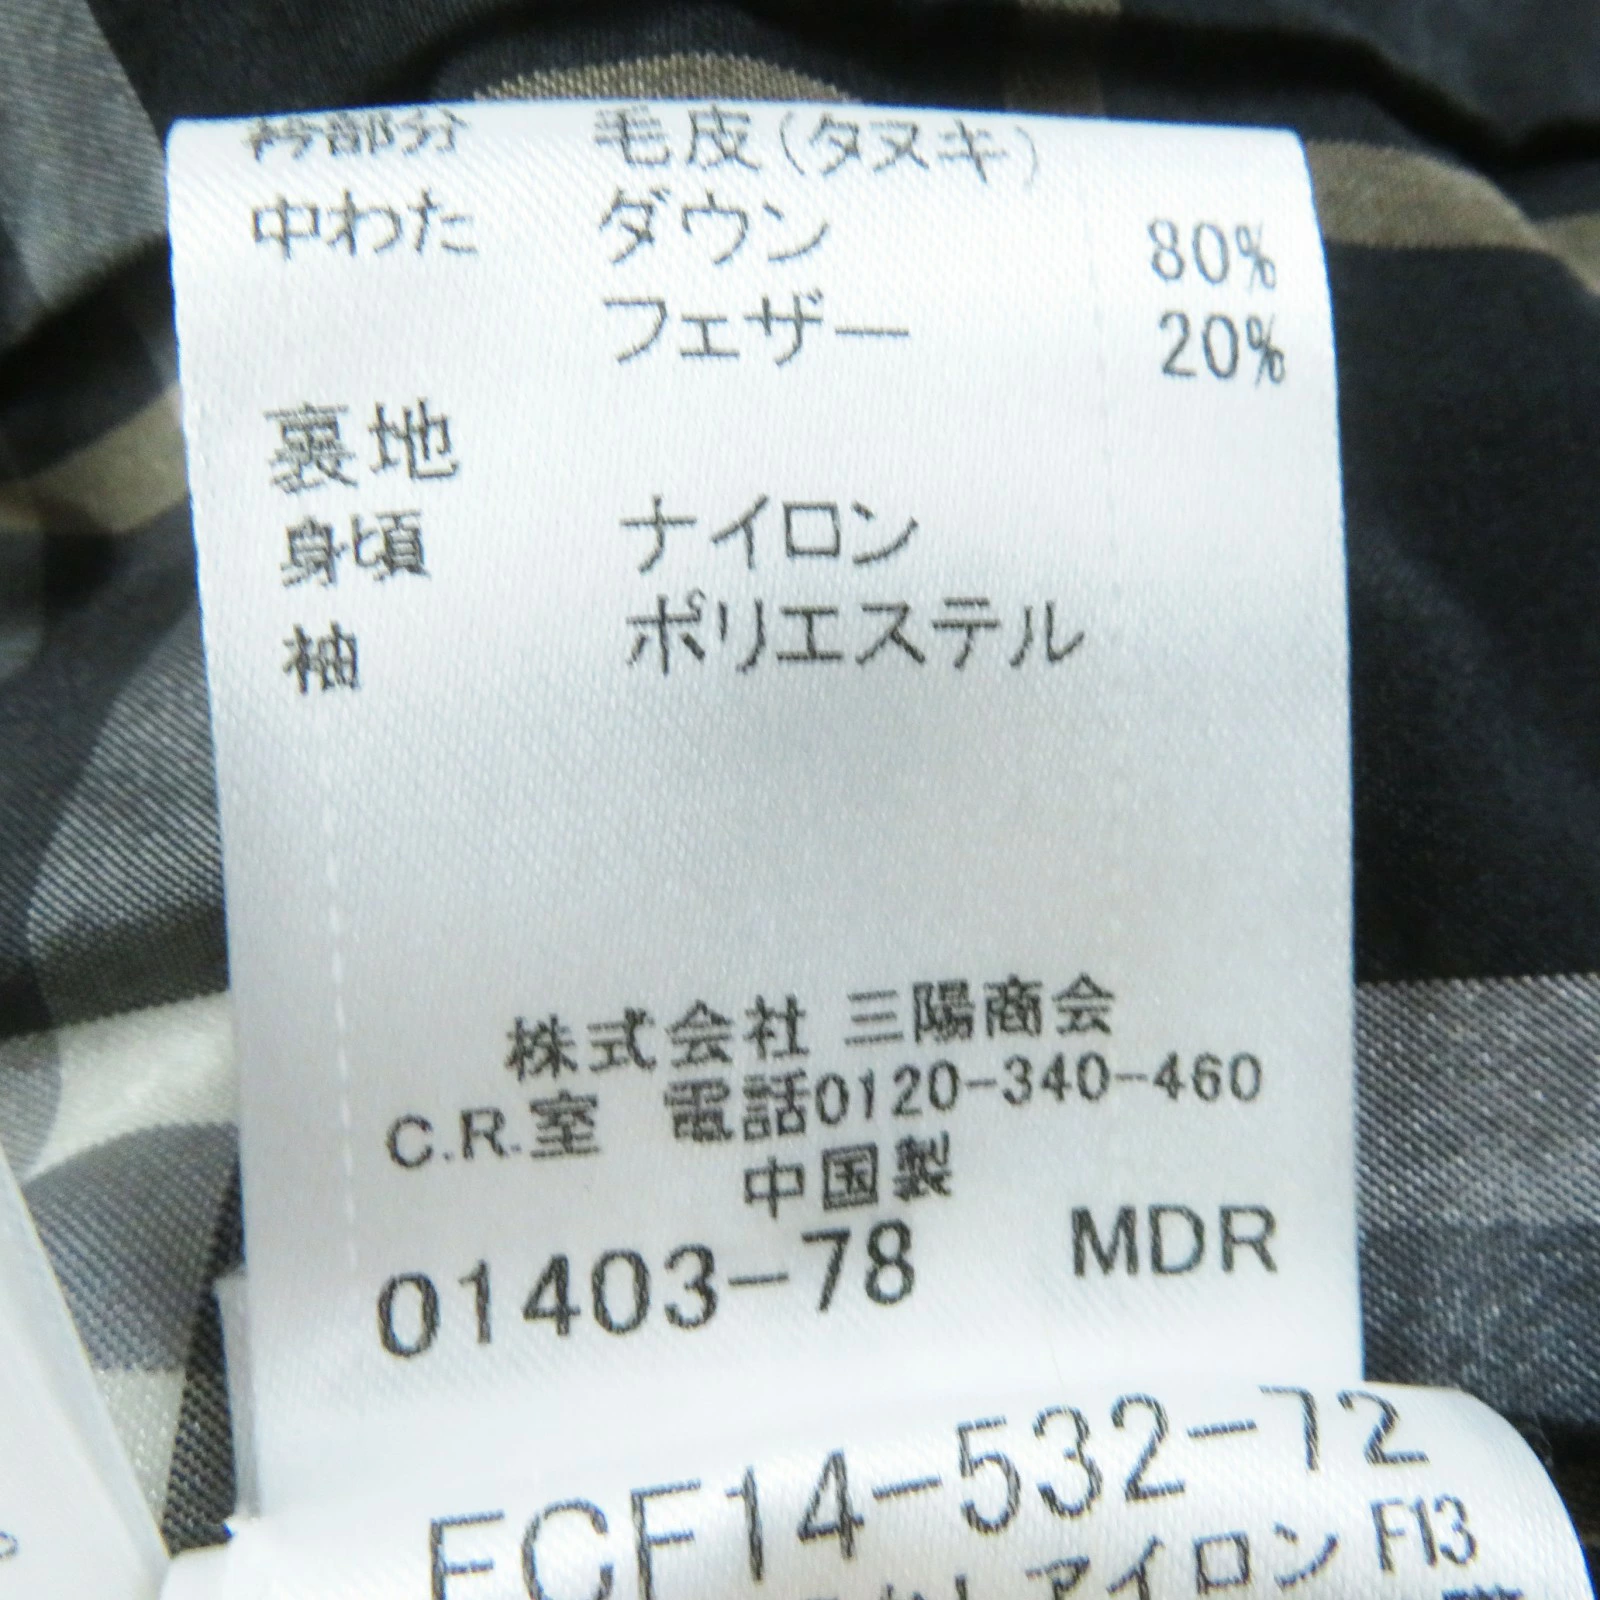 衿部分 毛皮(タヌキ)
中わた ダウン 80%
フェザー 20%
裏地
身頃 ナイロン
袖 ポリエステル
株式会社 三陽商会
C.R.室 電話0120-340-460
中国製
01403-78 MDR
14-532-72
アイロン F13